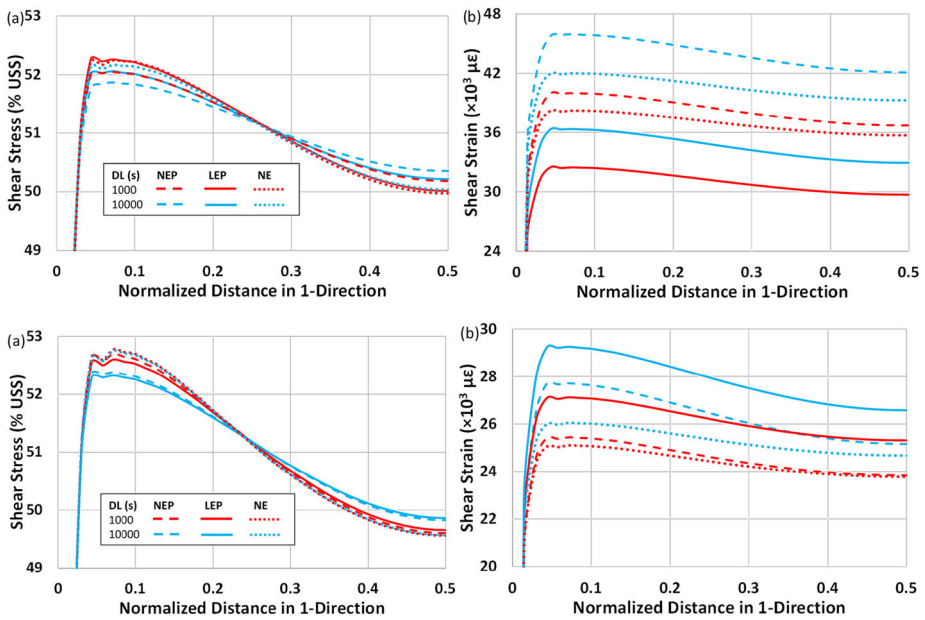 (a)
53
52
51
50
49
Shear Stress (% USS)
DL (s) NEP LEP NE
1000
10000
0 0.1 0.2 0.3 0.4 0.5
Normalized Distance in 1-Direction
(b)
48
42
36
30
24
Shear Strain (×10³ με)
0 0.1 0.2 0.3 0.4 0.5
Normalized Distance in 1-Direction
(a)
53
52
51
50
49
Shear Stress (% USS)
DL (s) NEP LEP NE
1000
10000
0 0.1 0.2 0.3 0.4 0.5
Normalized Distance in 1-Direction
(b)
30
28
26
24
22
20
Shear Strain (×10³ με)
0 0.1 0.2 0.3 0.4 0.5
Normalized Distance in 1-Direction